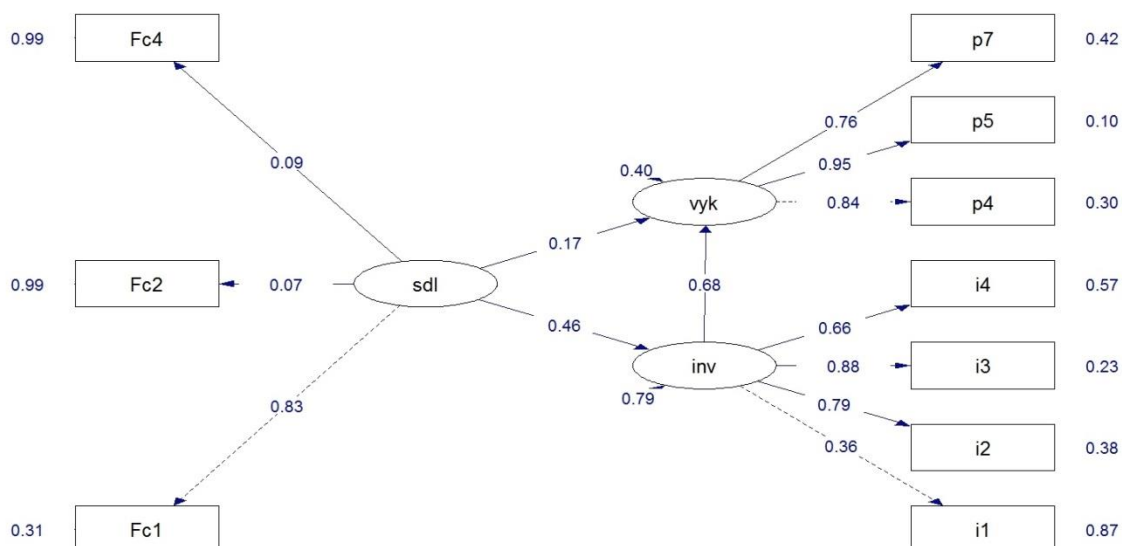 0.99 Fc4 p7 0.42
0.76 p5 0.10
0.09 0.40 0.95
vyk 0.84 p4 0.30
0.17
0.99 Fc2 0.07 sdl 0.68 i4 0.57
0.46 0.66
inv 0.88 i3 0.23
0.83 0.79 0.79
0.36 i2 0.38
0.31 Fc1 i1 0.87